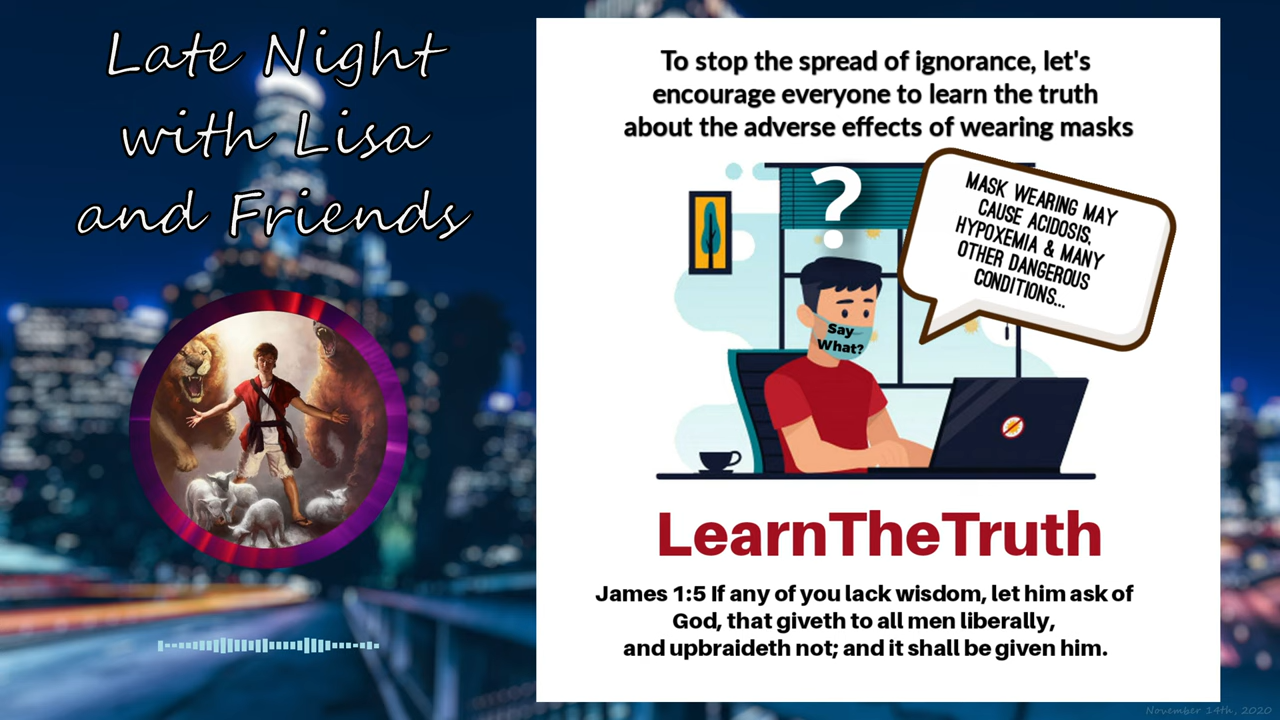 Late Night
with Lisa
and Friends
To stop the spread of ignorance, let's
encourage everyone to learn the truth
about the adverse effects of wearing masks
?
MASK WEARING MAY
CAUSE ACIDOSIS,
HYPOXEMIA & MANY
OTHER DANGEROUS
CONDITIONS...
Say
What?
LearnTheTruth
James 1:5 If any of you lack wisdom, let him ask of
God, that giveth to all men liberally,
and upbraideth not; and it shall be given him.
November 14th, 2020